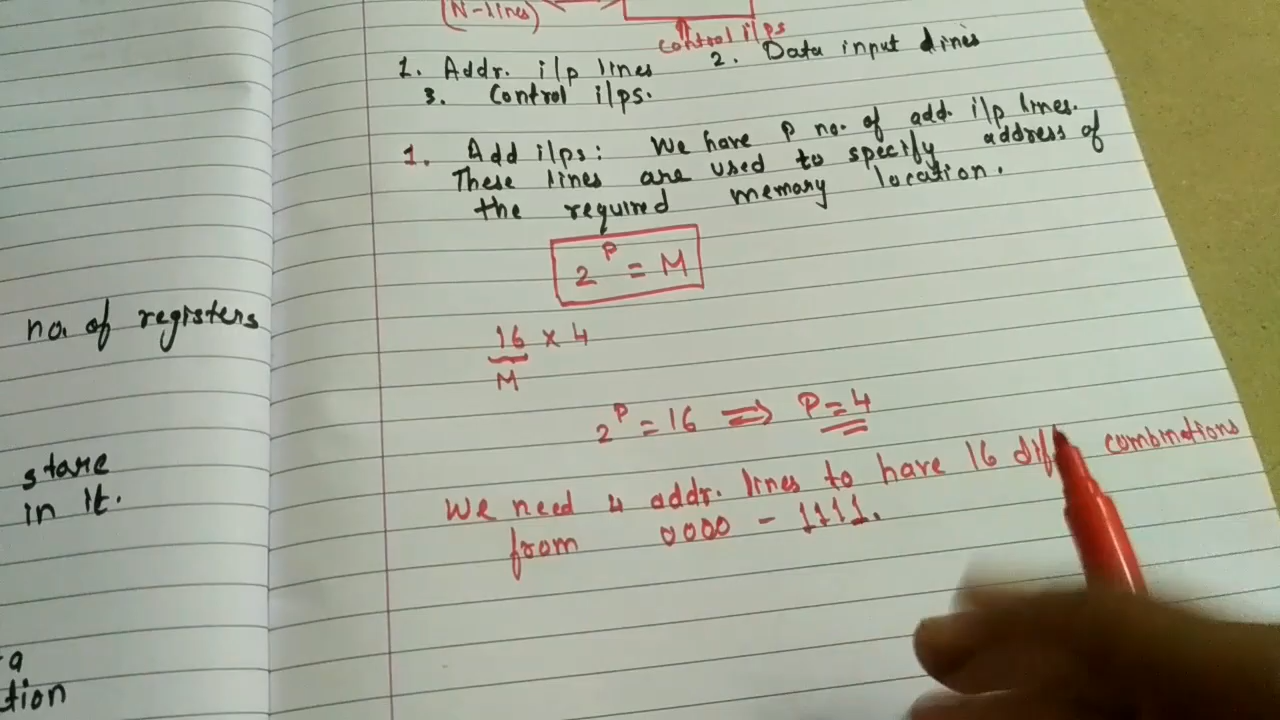 no. of registers
store
in it.
a
tion
(N-lines)
control i/ps
1. Addr. i/p lines 2. Data input lines
3. Control i/ps.
1. Add i/ps: We have P no. of add. i/p lines.
These lines are used to specify address of
the required memory location.
2^P = M
16 x 4
M
2^P = 16 ⇒ P = 4
We need 4 addr. lines to have 16 diff combinations
from 0000 - 1111.